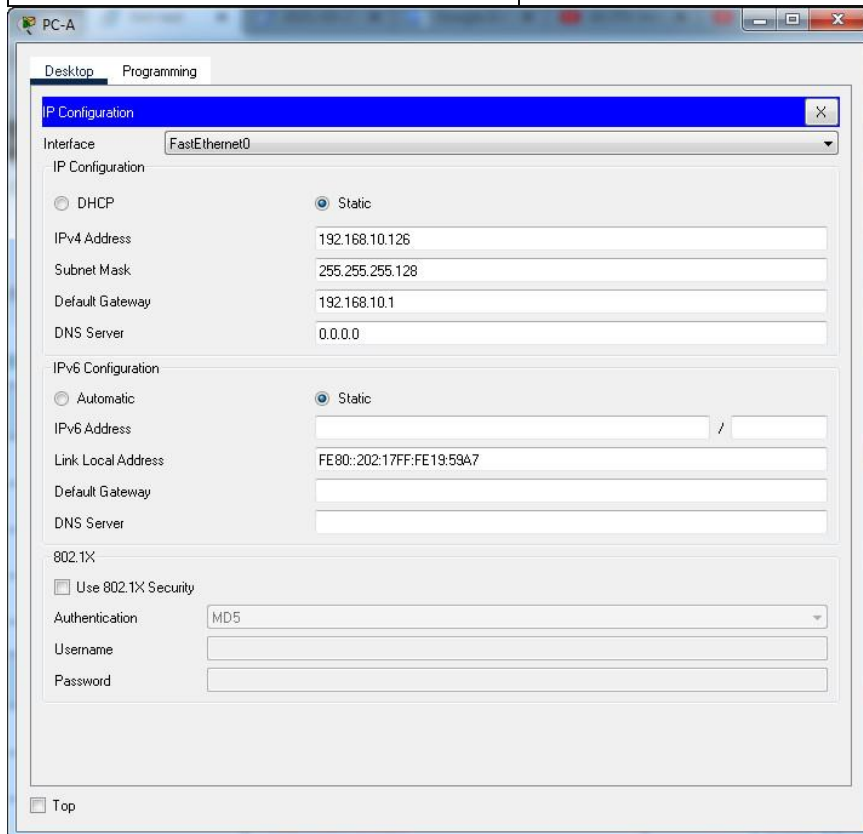 PC-A
Desktop Programming
IP Configuration X
Interface FastEthernet0
IP Configuration
DHCP Static
IPv4 Address 192.168.10.126
Subnet Mask 255.255.255.128
Default Gateway 192.168.10.1
DNS Server 0.0.0.0
IPv6 Configuration
Automatic Static
IPv6 Address /
Link Local Address FE80::202:17FF:FE19:59A7
Default Gateway
DNS Server
802.1X
Use 802.1X Security
Authentication MD5
Username
Password
Top